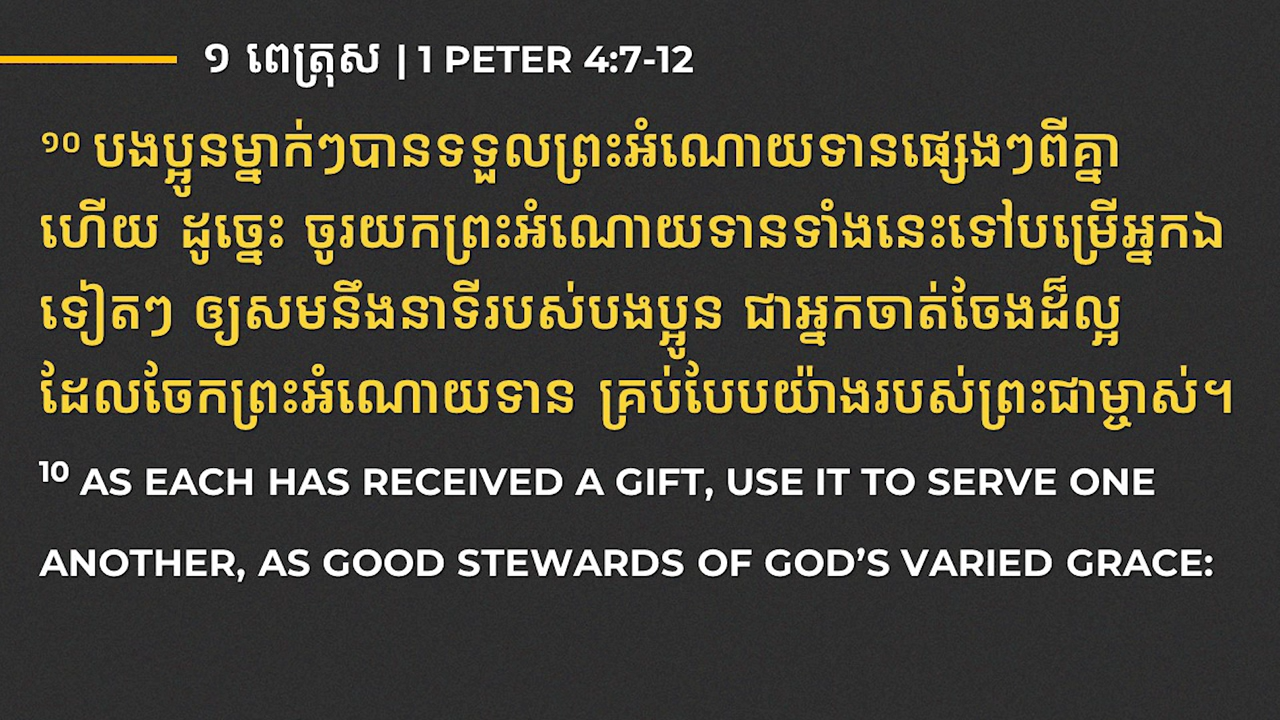 ១ ពេត្រុស | 1 PETER 4:7-12
¹⁰ បងប្អូនម្នាក់ៗបានទទួលព្រះអំណោយទានផ្សេងៗពីគ្នា
ហើយ ដូច្នេះ ចូរយកព្រះអំណោយទានទាំងនេះទៅបម្រើអ្នកឯ
ទៀតៗ ឲ្យសមនឹងនាទីរបស់បងប្អូន ជាអ្នកចាត់ចែងដ៏ល្អ
ដែលចែកព្រះអំណោយទាន គ្រប់បែបយ៉ាងរបស់ព្រះជាម្ចាស់។
¹⁰ AS EACH HAS RECEIVED A GIFT, USE IT TO SERVE ONE
ANOTHER, AS GOOD STEWARDS OF GOD’S VARIED GRACE: